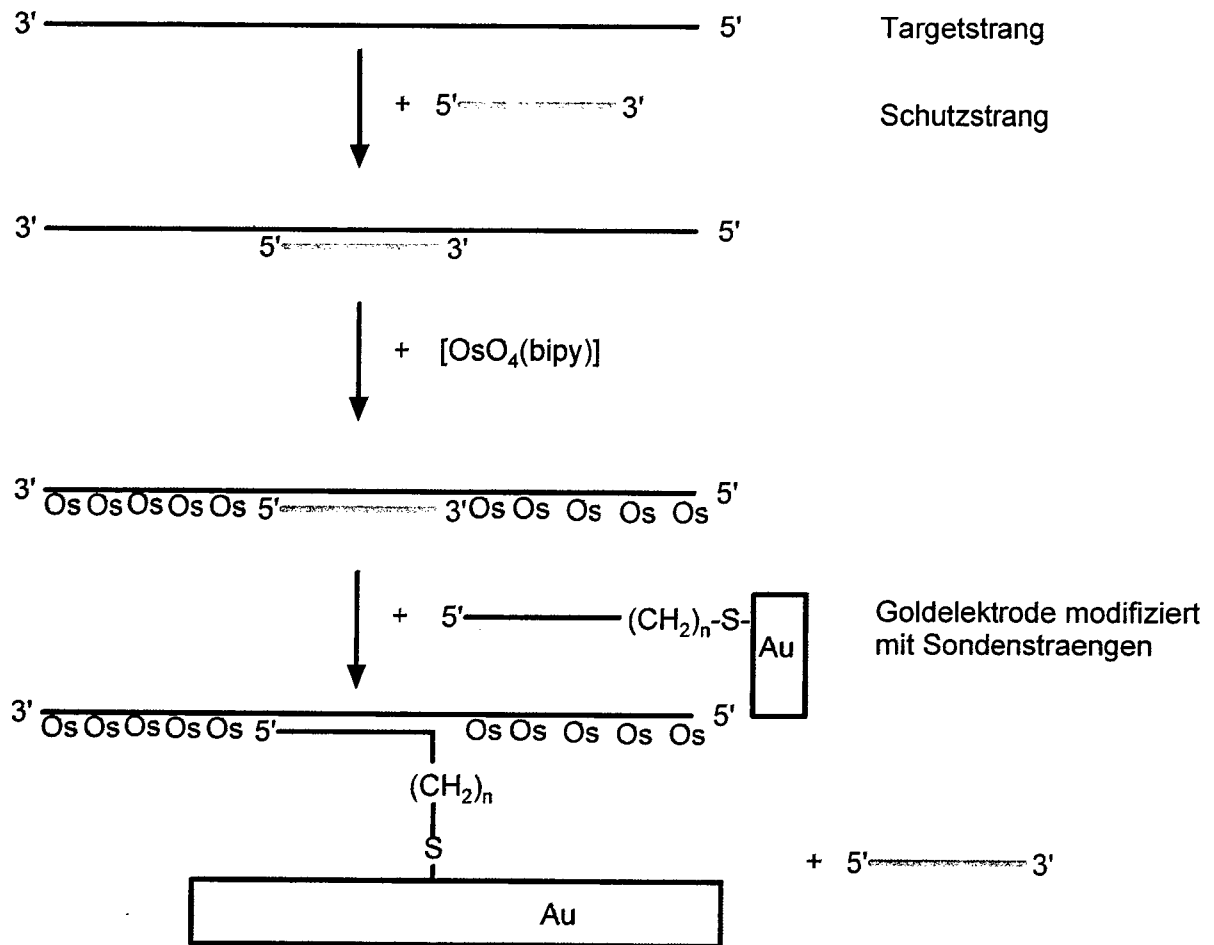 3' 5' Targetstrang
+ 5' 3' Schutzstrang
3' 5'
5' 3'
+ [OsO₄(bipy)]
3' 5'
Os Os Os Os Os 5' 3' Os Os Os Os Os
+ 5' (CH₂)ₙ-S- Au Goldelektrode modifiziert
mit Sondenstraengen
3' 5'
Os Os Os Os Os 5' Os Os Os Os Os
(CH₂)ₙ
S
+ 5' 3'
Au